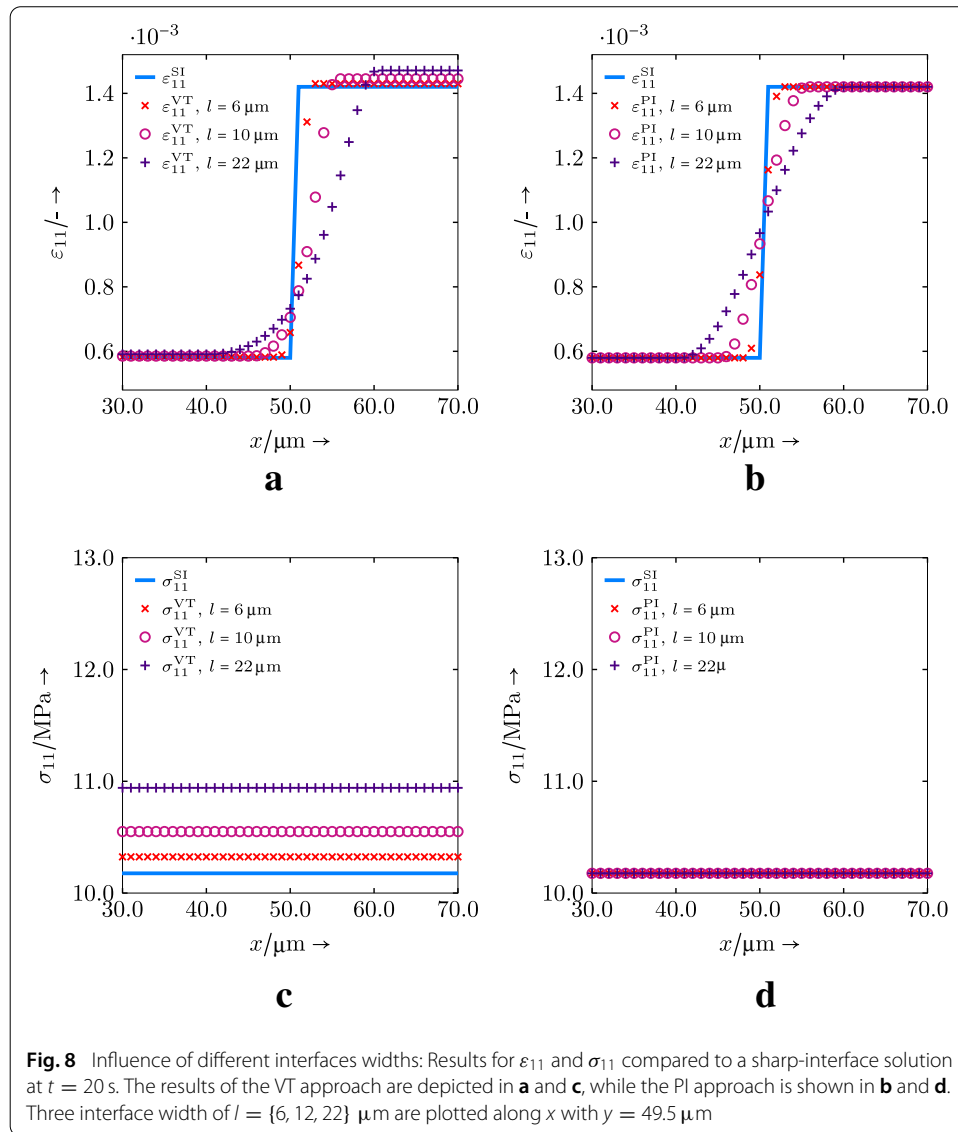 ·10⁻³
ε₁₁^SI
ε₁₁^VT, l = 6 μm
ε₁₁^VT, l = 10 μm
ε₁₁^VT, l = 22 μm
1.4
1.2
1.0
0.8
0.6
ε₁₁/- →
30.0 40.0 50.0 60.0 70.0
x/μm →
a
·10⁻³
ε₁₁^SI
ε₁₁^PI, l = 6 μm
ε₁₁^PI, l = 10 μm
ε₁₁^PI, l = 22 μm
1.4
1.2
1.0
0.8
0.6
ε₁₁/- →
30.0 40.0 50.0 60.0 70.0
x/μm →
b
σ₁₁^SI
σ₁₁^VT, l = 6 μm
σ₁₁^VT, l = 10 μm
σ₁₁^VT, l = 22 μm
13.0
12.0
11.0
10.0
σ₁₁/MPa →
30.0 40.0 50.0 60.0 70.0
x/μm →
c
σ₁₁^SI
σ₁₁^PI, l = 6 μm
σ₁₁^PI, l = 10 μm
σ₁₁^PI, l = 22μ
13.0
12.0
11.0
10.0
σ₁₁/MPa →
30.0 40.0 50.0 60.0 70.0
x/μm →
d
Fig. 8 Influence of different interfaces widths: Results for ε₁₁ and σ₁₁ compared to a sharp-interface solution
at t = 20 s. The results of the VT approach are depicted in a and c, while the PI approach is shown in b and d.
Three interface width of l = {6, 12, 22} μm are plotted along x with y = 49.5 μm